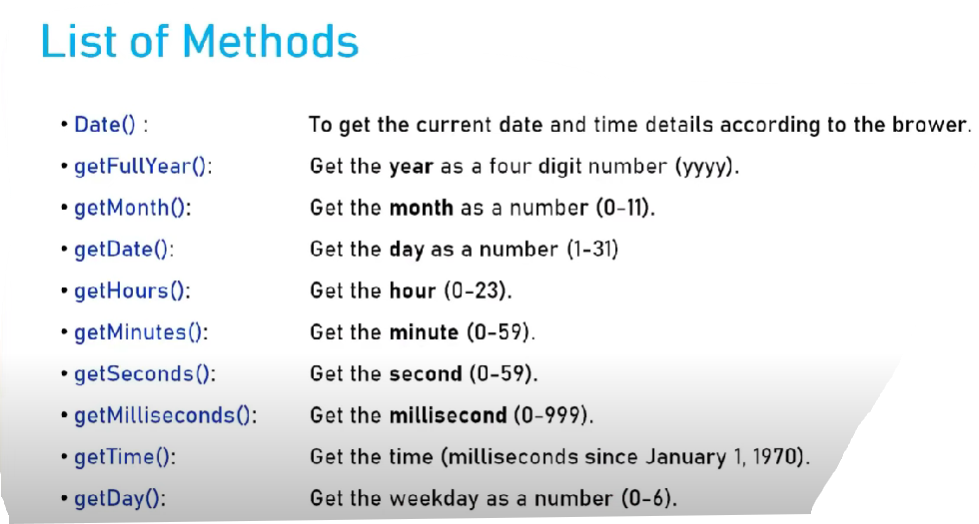 List of Methods
• Date() : To get the current date and time details according to the brower.
• getFullYear(): Get the year as a four digit number (yyyy).
• getMonth(): Get the month as a number (0-11).
• getDate(): Get the day as a number (1-31)
• getHours(): Get the hour (0-23).
• getMinutes(): Get the minute (0-59).
• getSeconds(): Get the second (0-59).
• getMilliseconds(): Get the millisecond (0-999).
• getTime(): Get the time (milliseconds since January 1, 1970).
• getDay(): Get the weekday as a number (0-6).